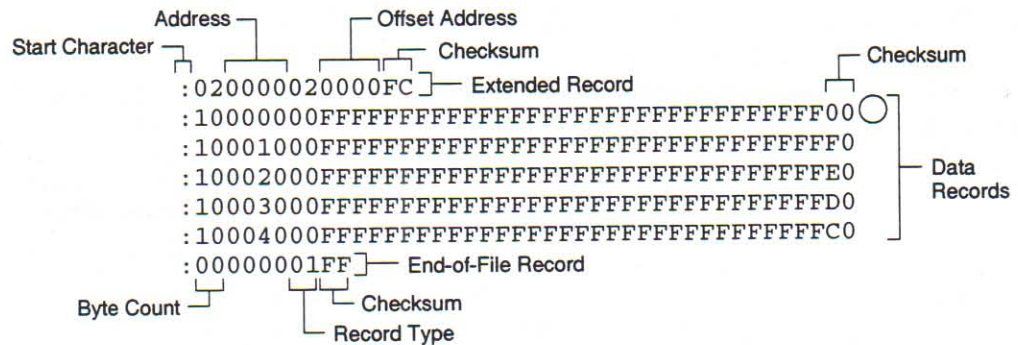 Address Offset Address
Start Character Checksum Checksum
:020000020000FC Extended Record
:10000000FFFFFFFFFFFFFFFFFFFFFFFFFFFFFFFF00
:10001000FFFFFFFFFFFFFFFFFFFFFFFFFFFFFFFFF0
:10002000FFFFFFFFFFFFFFFFFFFFFFFFFFFFFFFFE0
:10003000FFFFFFFFFFFFFFFFFFFFFFFFFFFFFFFFD0
:10004000FFFFFFFFFFFFFFFFFFFFFFFFFFFFFFFFC0
Data
Records
:00000001FF End-of-File Record
Byte Count Checksum
Record Type